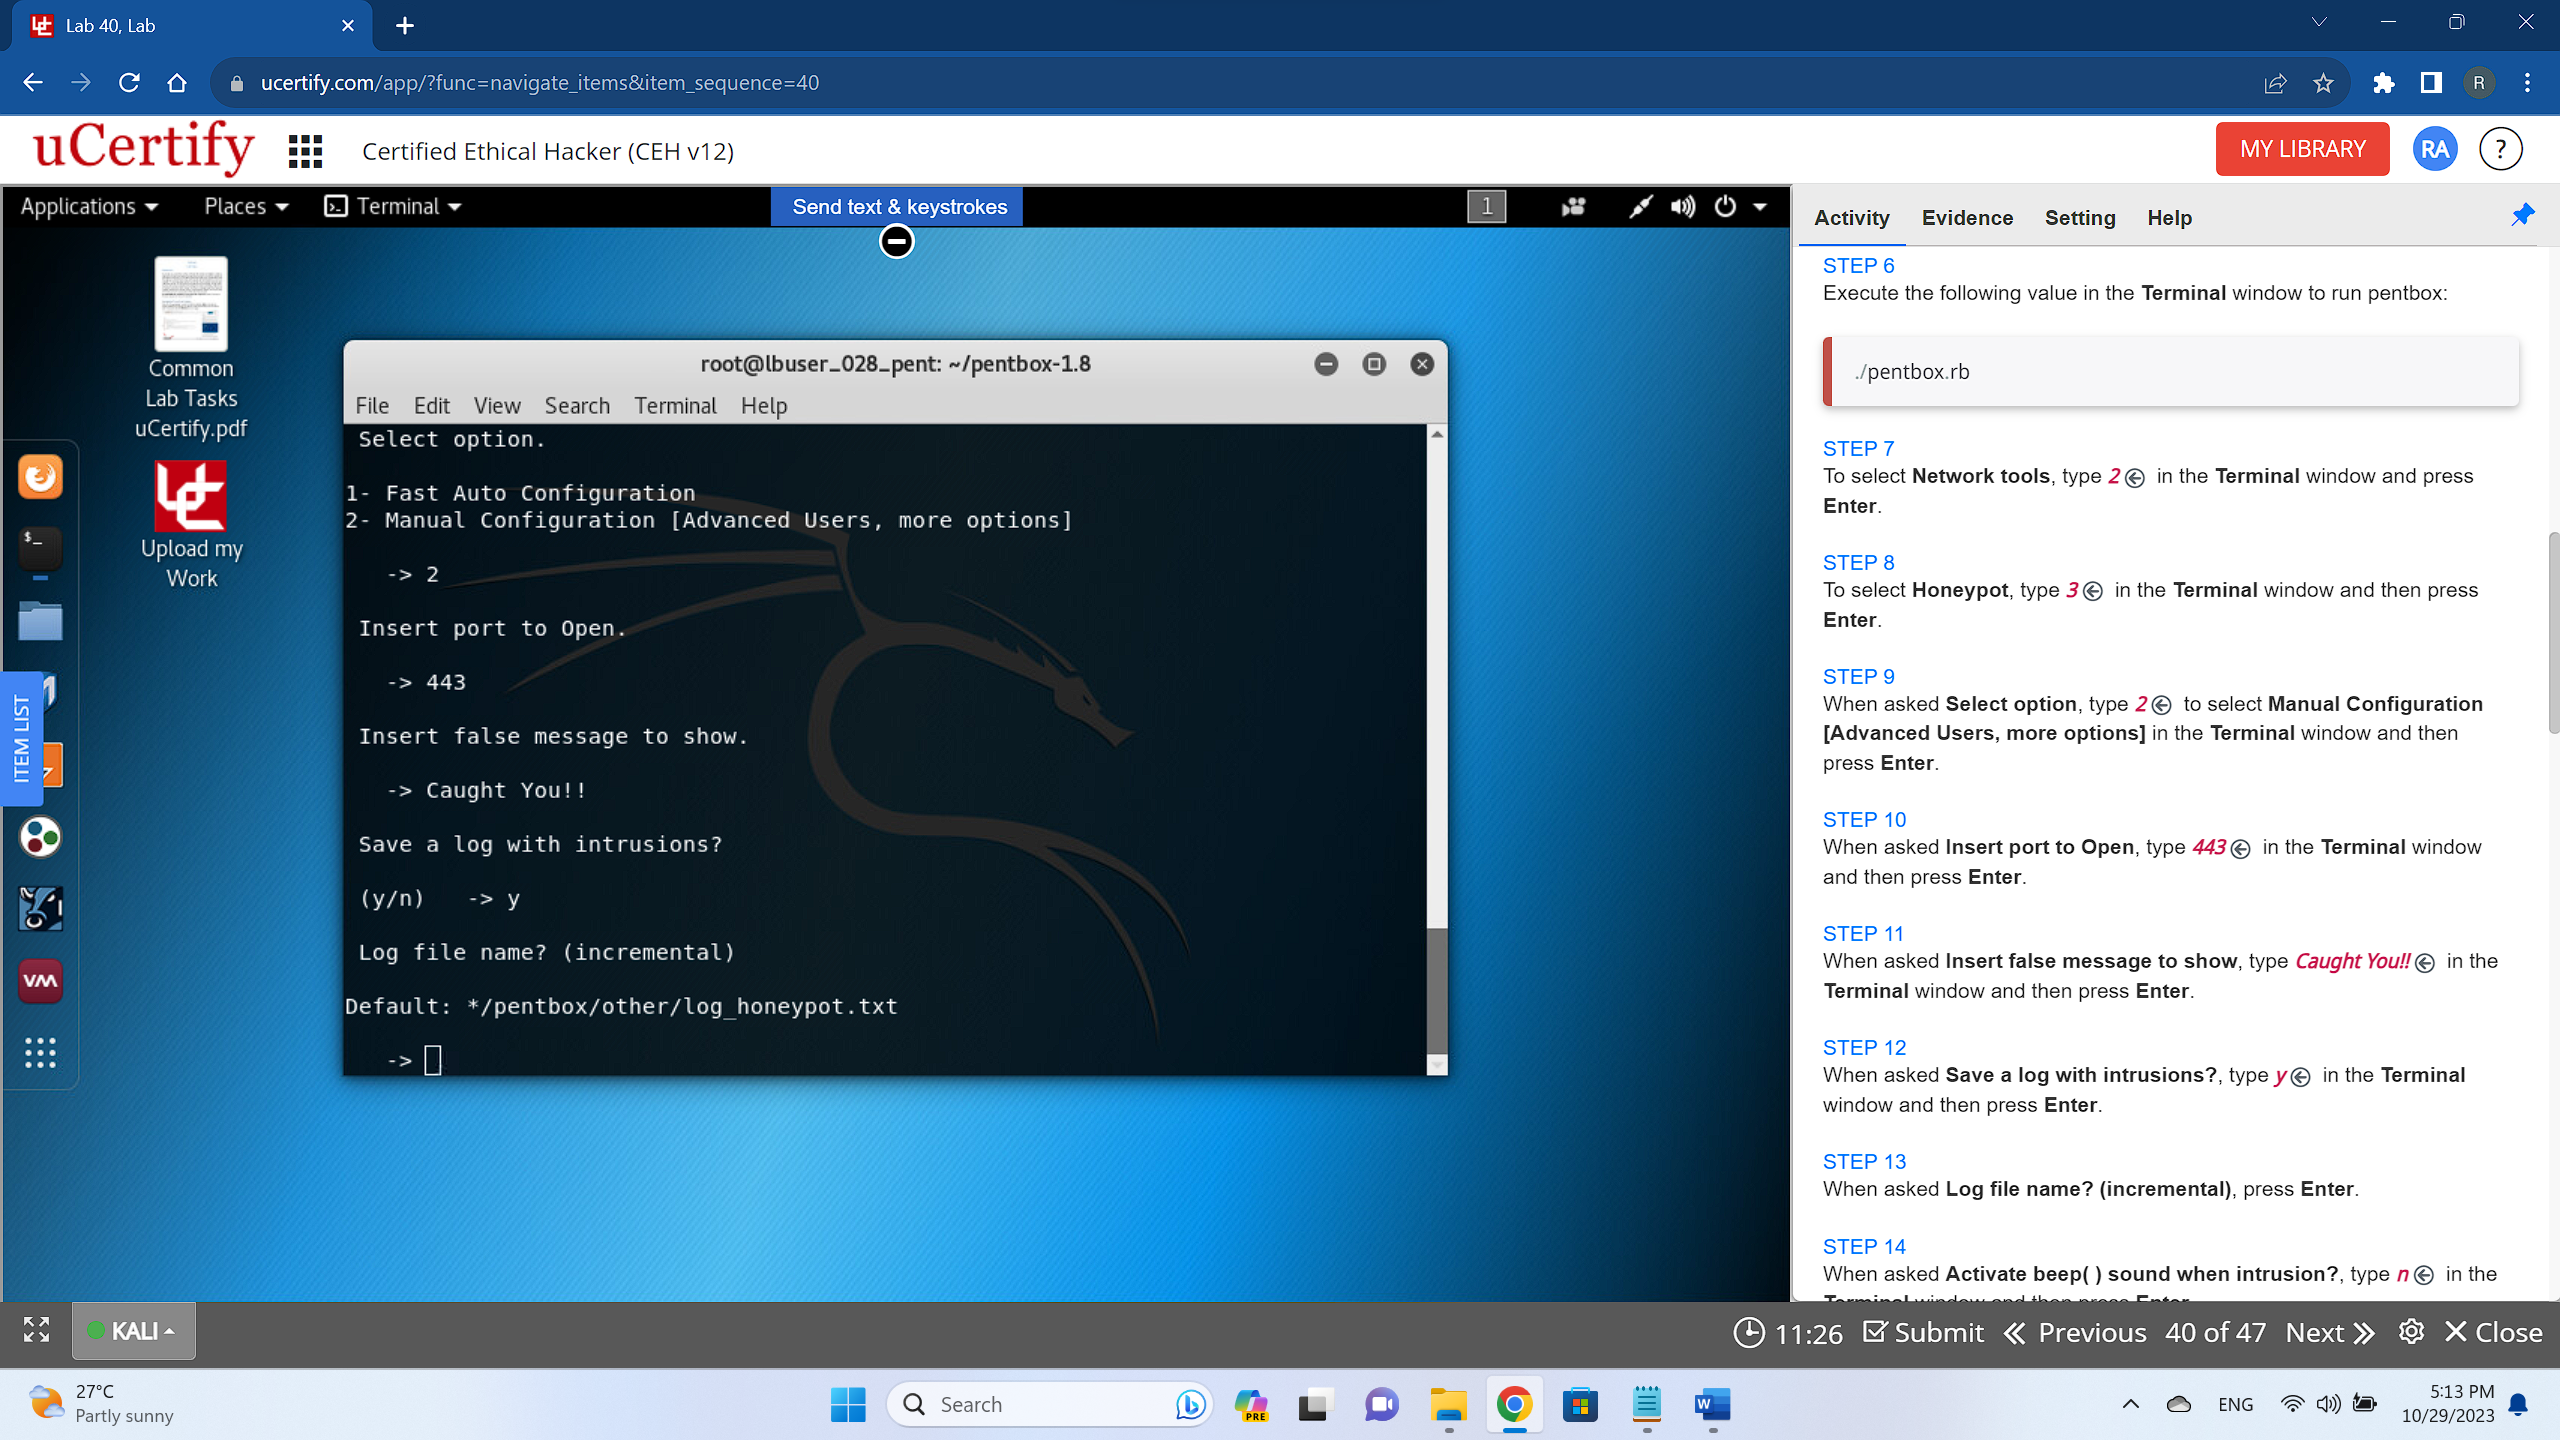 Lab 40, Lab
ucertify.com/app/?func=navigate_items&item_sequence=40
R
uCertify
Certified Ethical Hacker (CEH v12)
MY LIBRARY
RA
?
Applications
Places
Terminal
Send text & keystrokes
1
Activity
Evidence
Setting
Help
Common
Lab Tasks
uCertify.pdf
Upload my
Work
ITEM LIST
root@lbuser_028_pent: ~/pentbox-1.8
File Edit View Search Terminal Help
Select option.
1- Fast Auto Configuration
2- Manual Configuration [Advanced Users, more options]
-> 2
Insert port to Open.
-> 443
Insert false message to show.
-> Caught You!!
Save a log with intrusions?
(y/n) -> y
Log file name? (incremental)
Default: */pentbox/other/log_honeypot.txt
->
STEP 6
Execute the following value in the Terminal window to run pentbox:
./pentbox.rb
STEP 7
To select Network tools, type 2 in the Terminal window and press
Enter.
STEP 8
To select Honeypot, type 3 in the Terminal window and then press
Enter.
STEP 9
When asked Select option, type 2 to select Manual Configuration
[Advanced Users, more options] in the Terminal window and then
press Enter.
STEP 10
When asked Insert port to Open, type 443 in the Terminal window
and then press Enter.
STEP 11
When asked Insert false message to show, type Caught You!! in the
Terminal window and then press Enter.
STEP 12
When asked Save a log with intrusions?, type y in the Terminal
window and then press Enter.
STEP 13
When asked Log file name? (incremental), press Enter.
STEP 14
When asked Activate beep( ) sound when intrusion?, type n in the
Terminal window and then press Enter
KALI
11:26
Submit
Previous
40 of 47
Next
Close
27°C
Partly sunny
Search
PRE
ENG
5:13 PM
10/29/2023